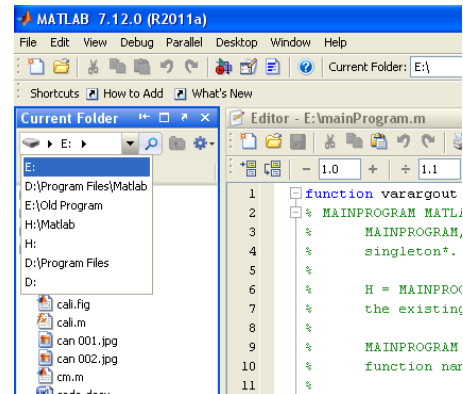 MATLAB 7.12.0 (R2011a)
File Edit View Debug Parallel Desktop Window Help
Current Folder: E:\
Shortcuts How to Add What's New
Current Folder
E:
E:
D:\Program Files\Matlab
E:\Old Program
H:\Matlab
H:
D:\Program Files
D:
cali.fig
cali.m
can 001.jpg
can 002.jpg
cm.m
Editor - E:\mainProgram.m
- 1.0 + ÷ 1.1
1 function varargout
2 % MAINPROGRAM MATLA
3 % MAINPROGRAM,
4 % singleton*.
5 %
6 % H = MAINPROG
7 % the existing
8 %
9 % MAINPROGRAM
10 % function nam
11 %